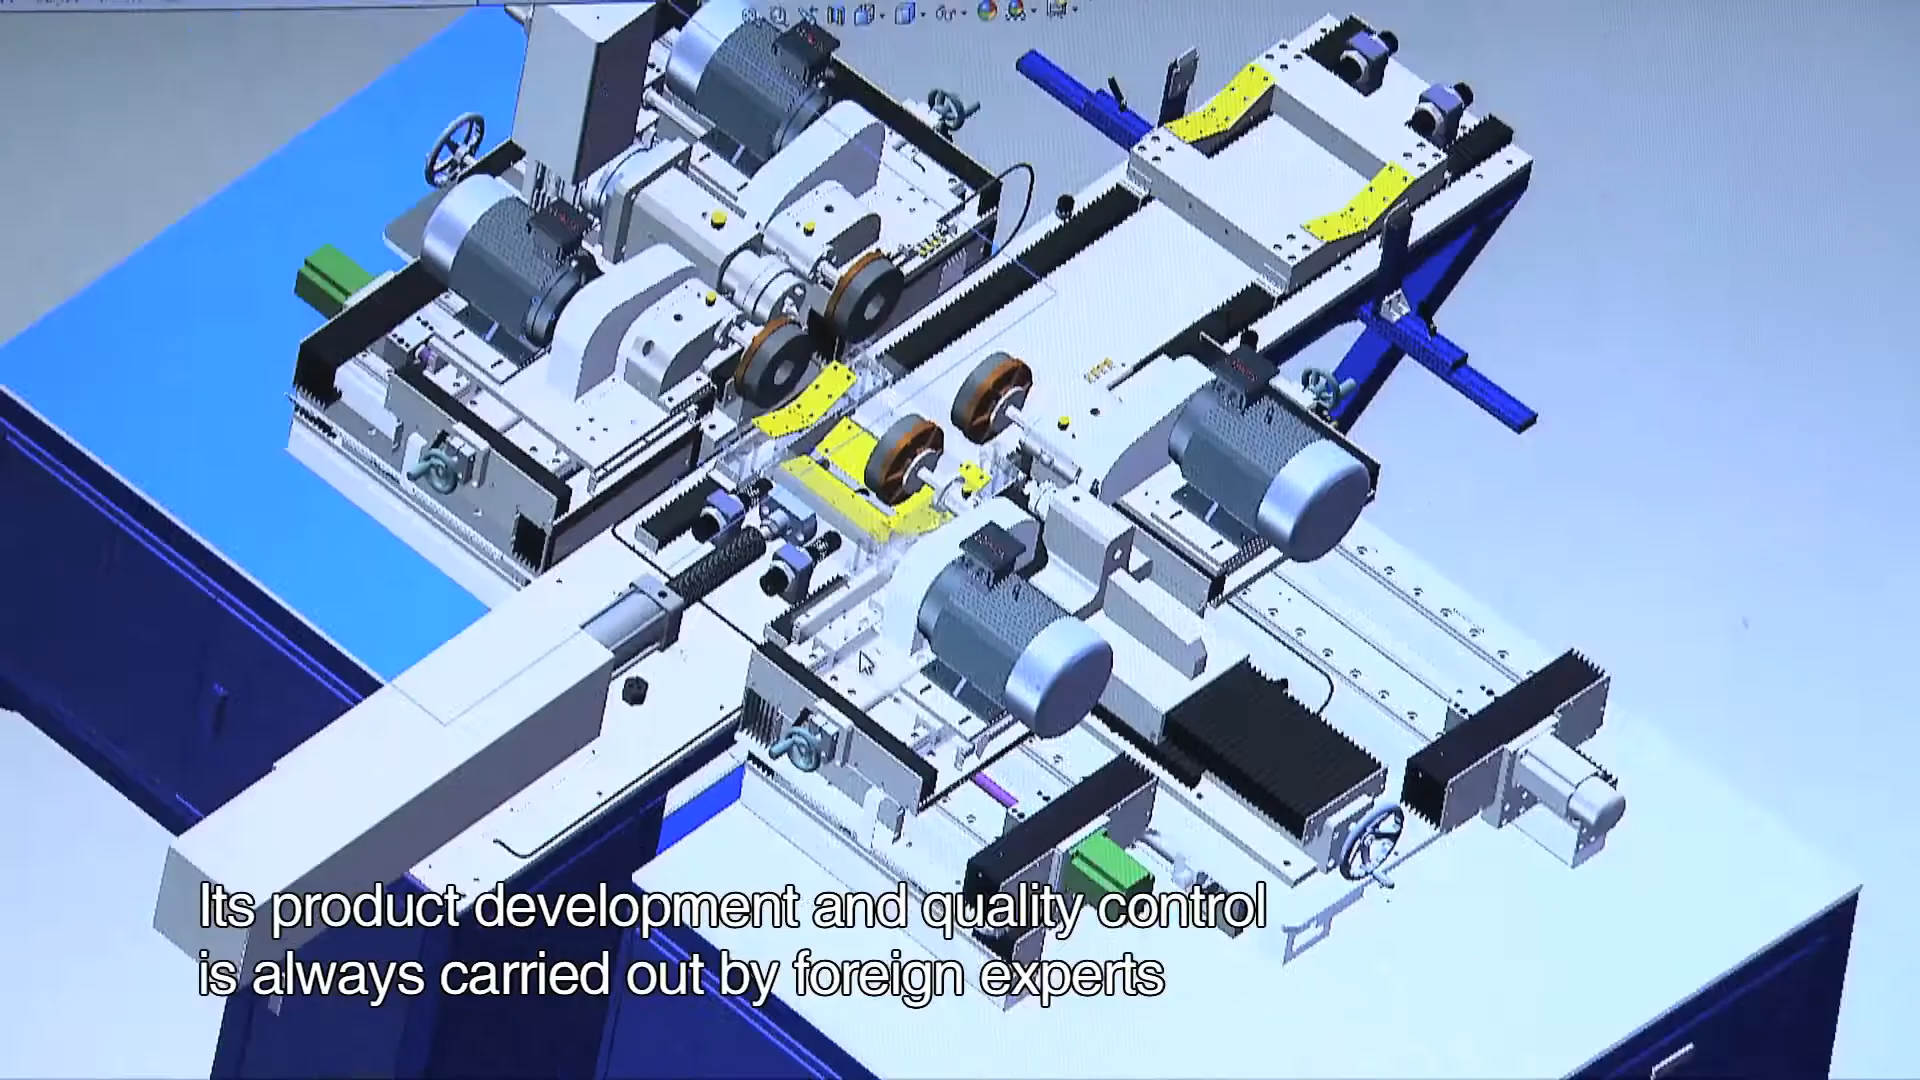 Its product development and quality control
is always carried out by foreign experts